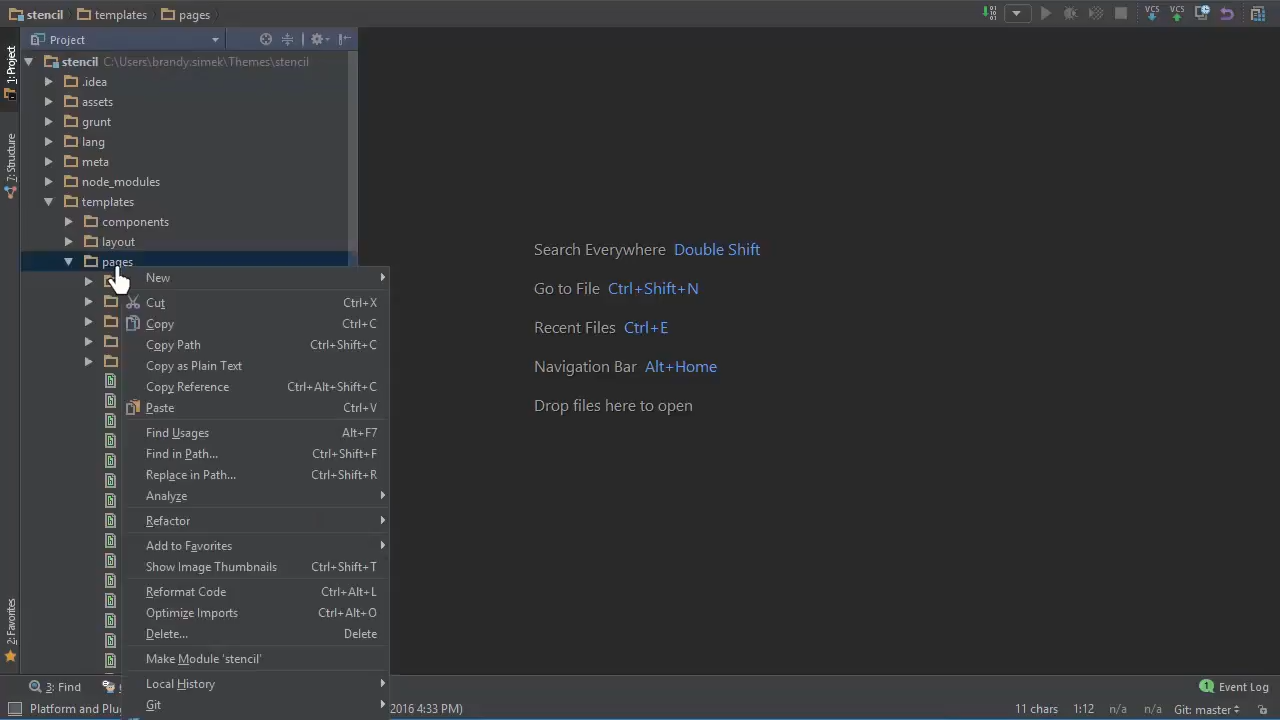 stencil templates pages
1: Project
7: Structure
2: Favorites
Project
stencil C:\Users\brandy.simek\Themes\stencil
.idea
assets
grunt
lang
meta
node_modules
templates
components
layout
pages
New
Cut Ctrl+X
Copy Ctrl+C
Copy Path Ctrl+Shift+C
Copy as Plain Text
Copy Reference Ctrl+Alt+Shift+C
Paste Ctrl+V
Find Usages Alt+F7
Find in Path... Ctrl+Shift+F
Replace in Path... Ctrl+Shift+R
Analyze
Refactor
Add to Favorites
Show Image Thumbnails Ctrl+Shift+T
Reformat Code Ctrl+Alt+L
Optimize Imports Ctrl+Alt+O
Delete... Delete
Make Module 'stencil'
Local History
Git
VCS VCS
Search Everywhere Double Shift
Go to File Ctrl+Shift+N
Recent Files Ctrl+E
Navigation Bar Alt+Home
Drop files here to open
3: Find
1 Event Log
Platform and Plug
2016 4:33 PM) 11 chars 1:12 n/a n/a Git: master